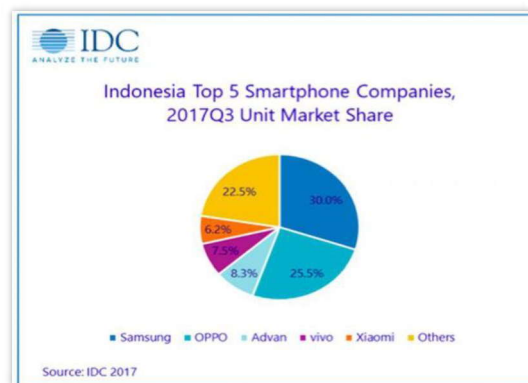 IDC
ANALYZE THE FUTURE
Indonesia Top 5 Smartphone Companies,
2017Q3 Unit Market Share
22.5%
30.0%
6.2%
7.5%
8.3%
25.5%
Samsung OPPO Advan vivo Xiaomi Others
Source: IDC 2017